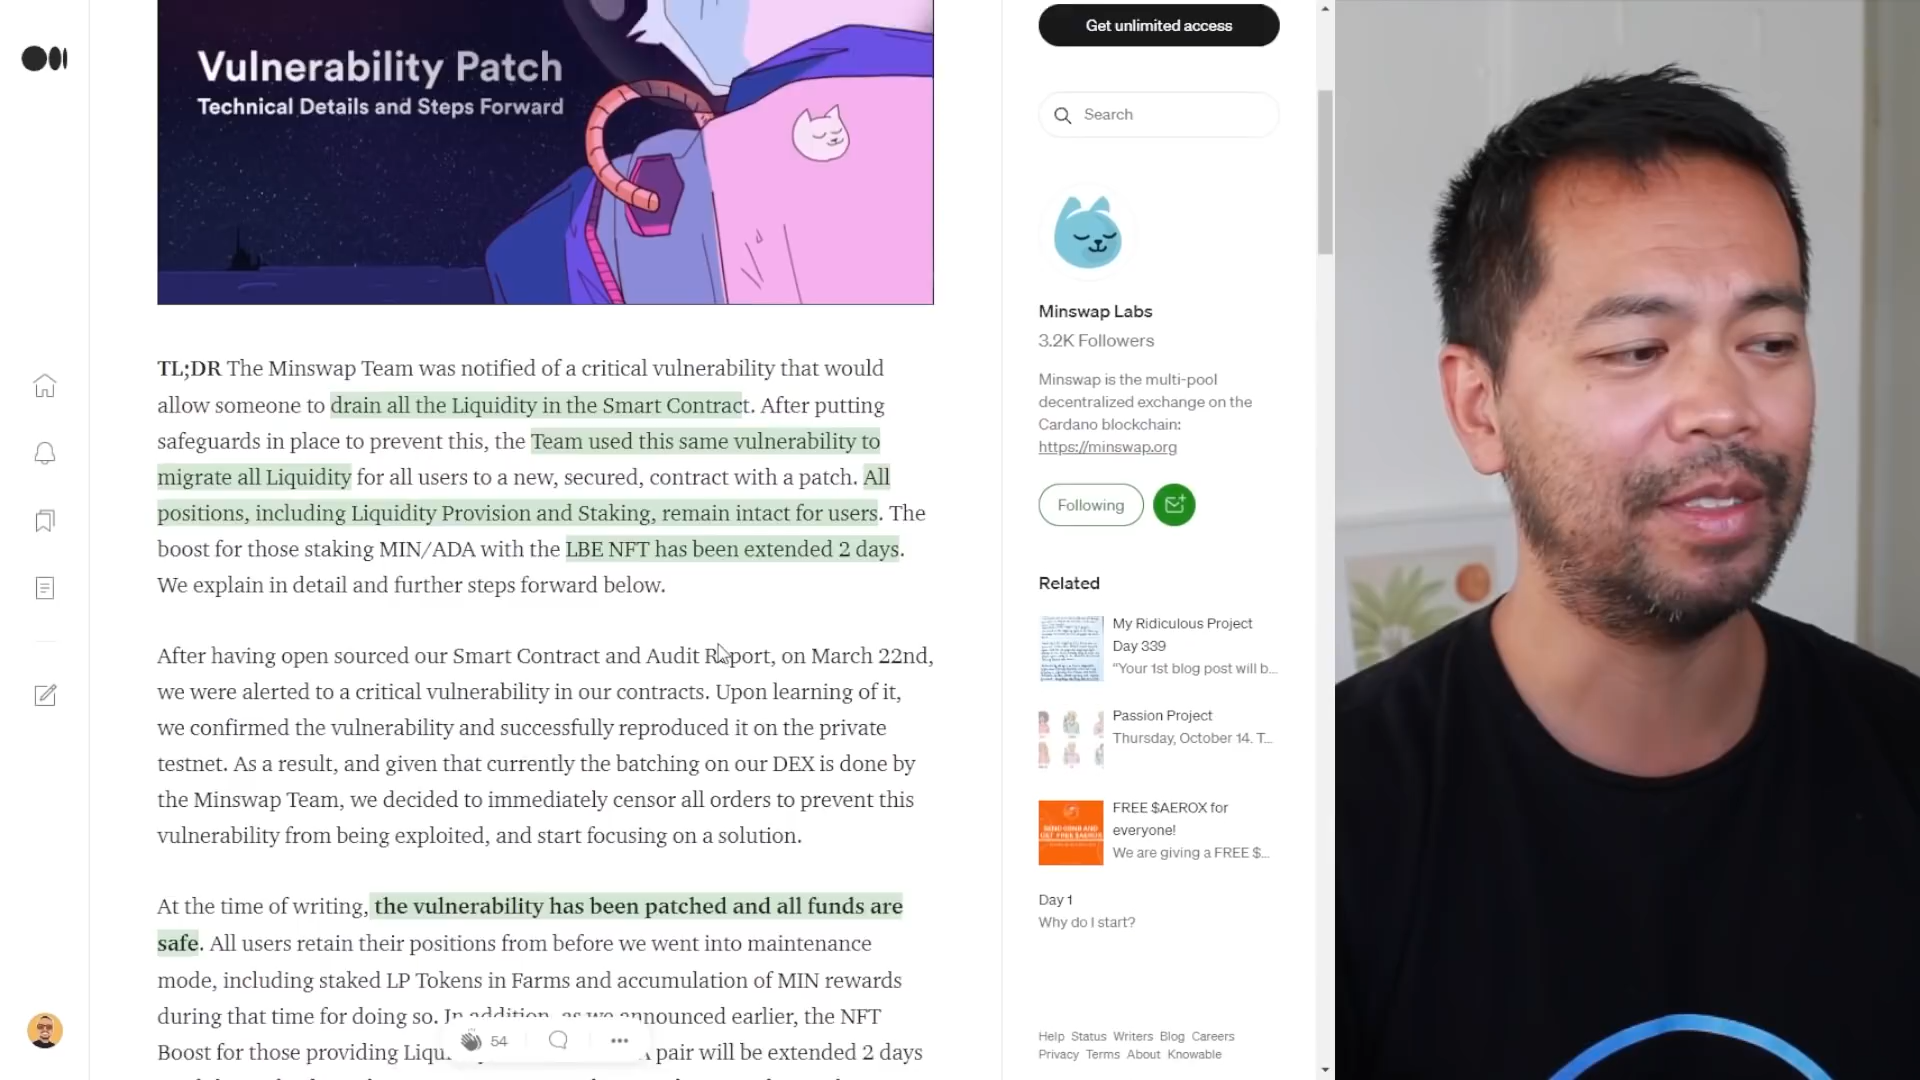 Vulnerability Patch
Technical Details and Steps Forward
TL;DR The Minswap Team was notified of a critical vulnerability that would
allow someone to drain all the Liquidity in the Smart Contract. After putting
safeguards in place to prevent this, the Team used this same vulnerability to
migrate all Liquidity for all users to a new, secured, contract with a patch. All
positions, including Liquidity Provision and Staking, remain intact for users. The
boost for those staking MIN/ADA with the LBE NFT has been extended 2 days.
We explain in detail and further steps forward below.
After having open sourced our Smart Contract and Audit Report, on March 22nd,
we were alerted to a critical vulnerability in our contracts. Upon learning of it,
we confirmed the vulnerability and successfully reproduced it on the private
testnet. As a result, and given that currently the batching on our DEX is done by
the Minswap Team, we decided to immediately censor all orders to prevent this
vulnerability from being exploited, and start focusing on a solution.
At the time of writing, the vulnerability has been patched and all funds are
safe. All users retain their positions from before we went into maintenance
mode, including staked LP Tokens in Farms and accumulation of MIN rewards
during that time for doing so. In addition, as we announced earlier, the NFT
Boost for those providing pair will be extended 2 days
54
Get unlimited access
Search
Minswap Labs
3.2K Followers
Minswap is the multi-pool
decentralized exchange on the
Cardano blockchain:
https://minswap.org
Following
Related
My Ridiculous Project
Day 339
“Your 1st blog post will b...
Passion Project
Thursday, October 14. T...
FREE $AEROX for
everyone!
We are giving a FREE $...
Day 1
Why do I start?
Help Status Writers Blog Careers
Privacy Terms About Knowable